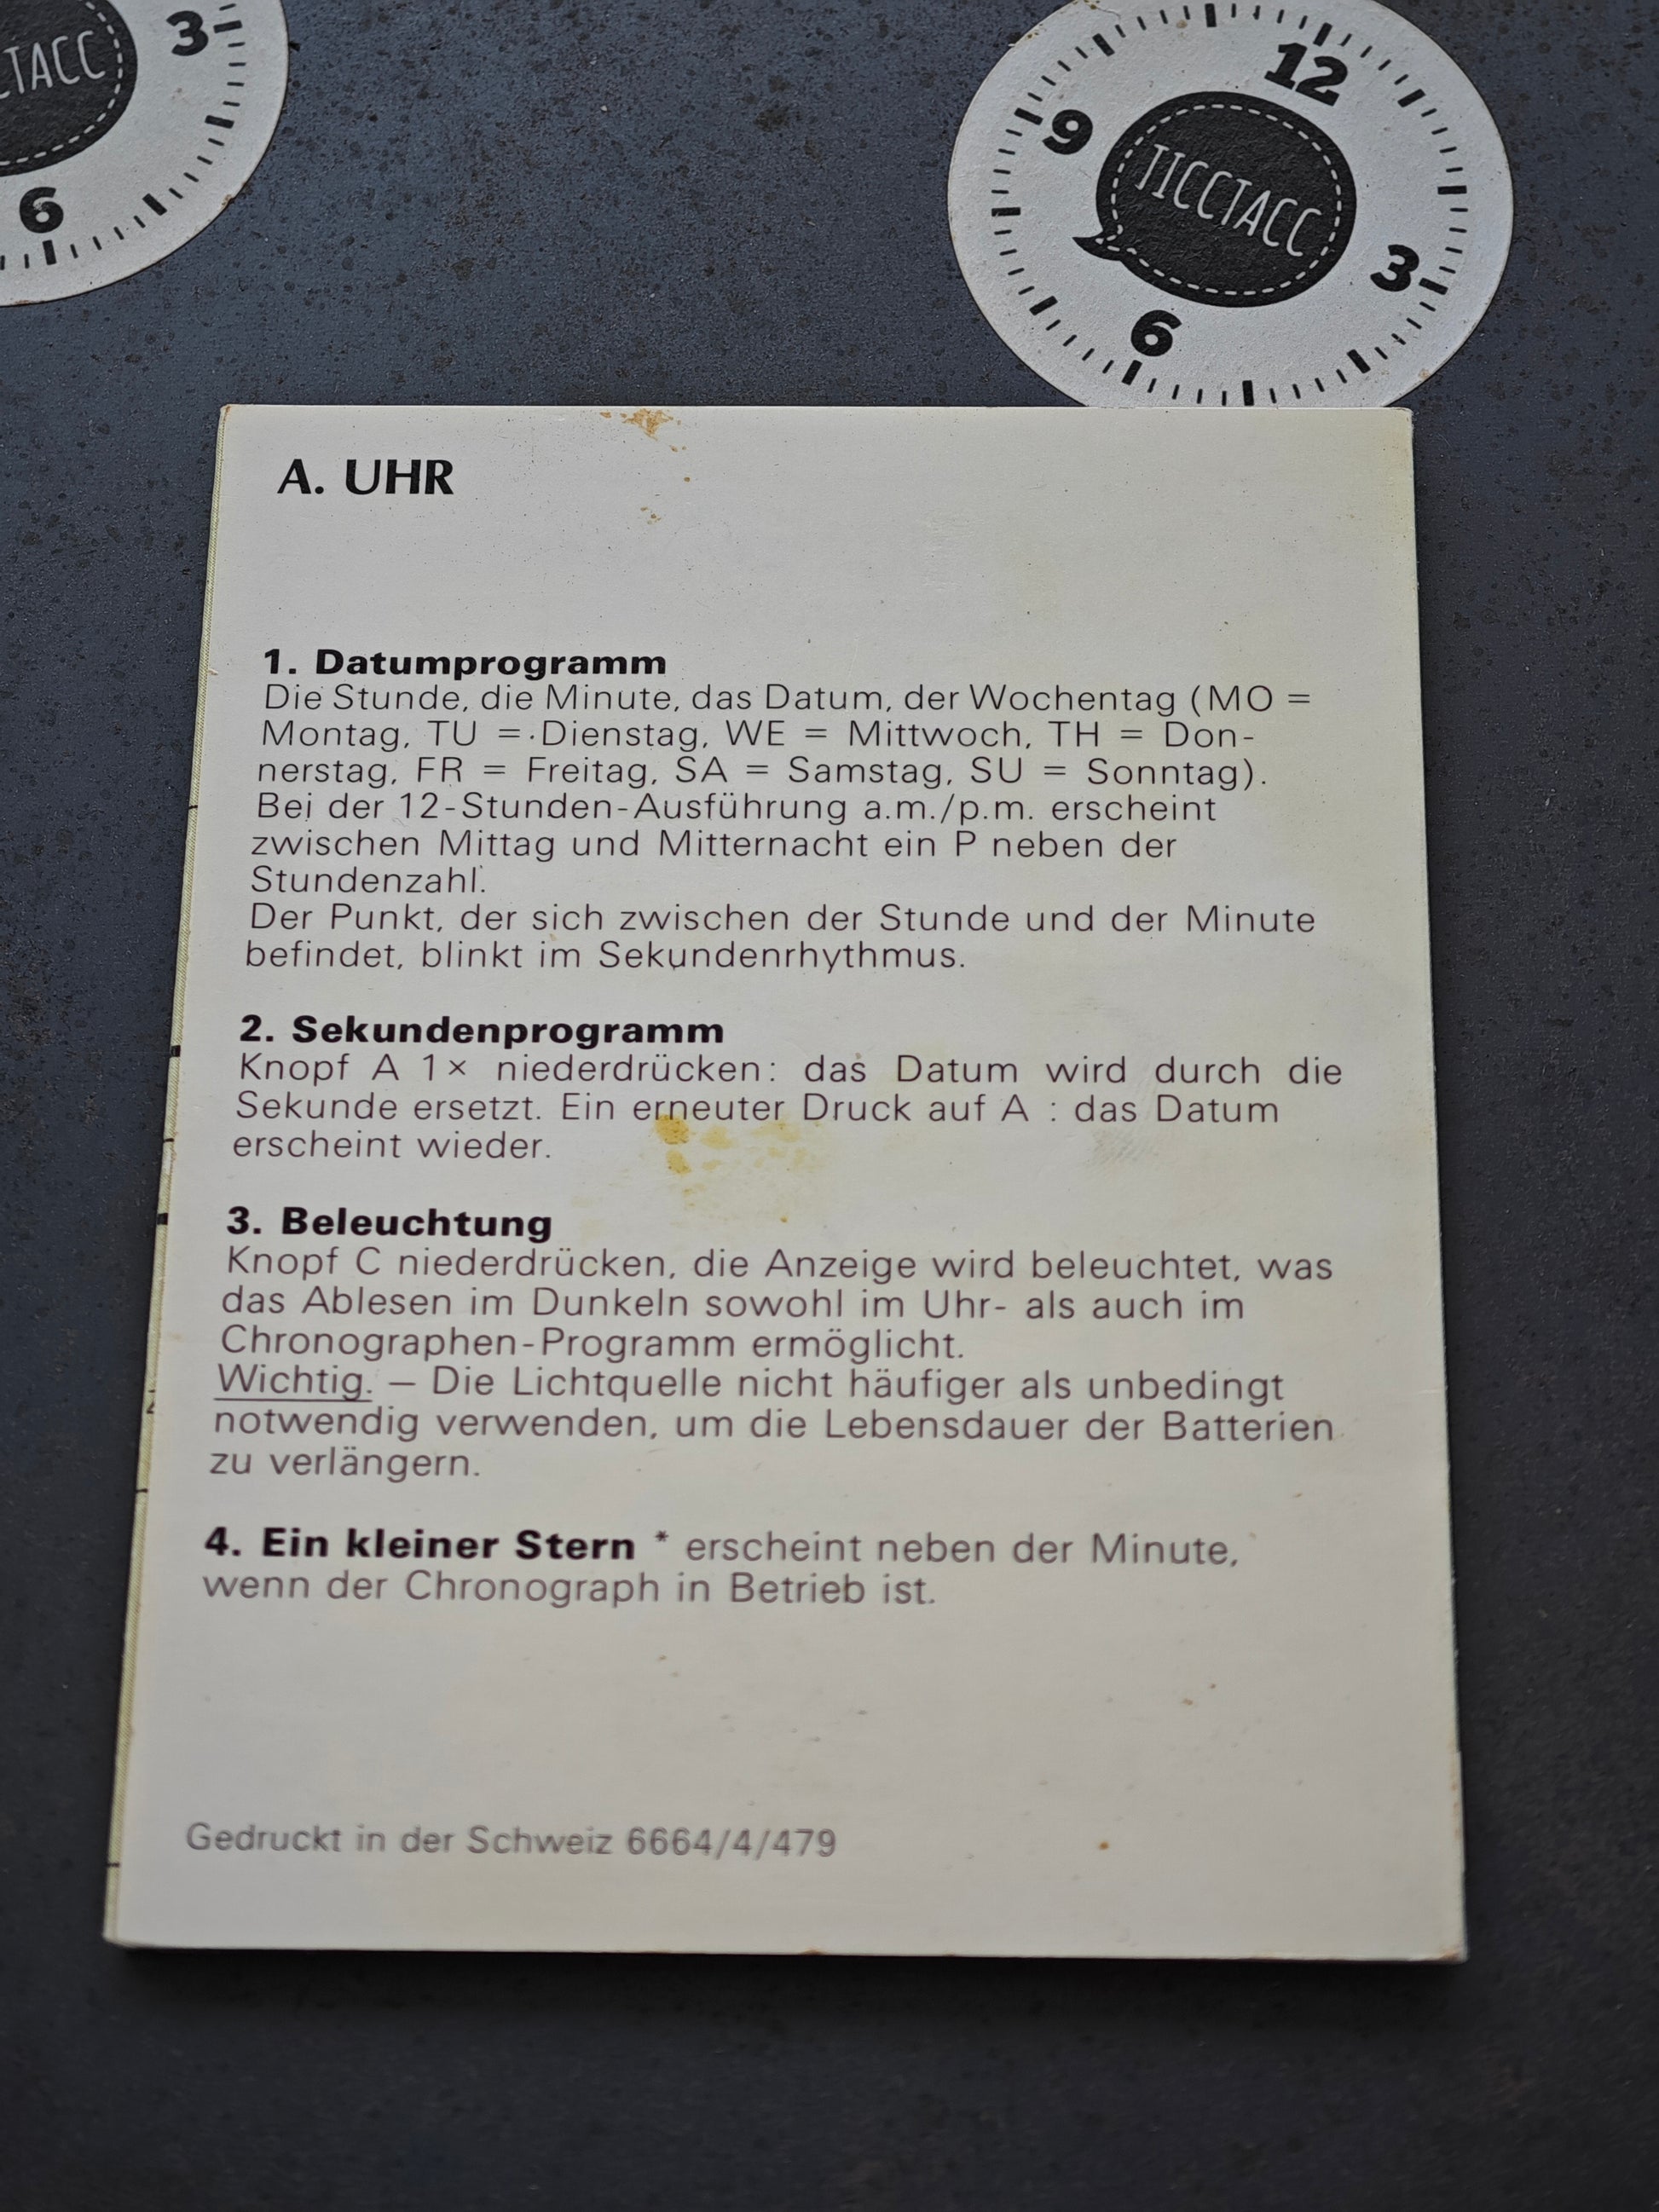 TACC
3
6
12
9
TICCTACC
3
6
A. UHR
1. Datumprogramm
Die Stunde, die Minute, das Datum, der Wochentag (MO =
Montag, TU = Dienstag, WE = Mittwoch, TH = Don-
nerstag, FR = Freitag, SA = Samstag, SU = Sonntag).
Bei der 12-Stunden-Ausführung a.m./p.m. erscheint
zwischen Mittag und Mitternacht ein P neben der
Stundenzahl.
Der Punkt, der sich zwischen der Stunde und der Minute
befindet, blinkt im Sekundenrhythmus.
2. Sekundenprogramm
Knopf A 1× niederdrücken: das Datum wird durch die
Sekunde ersetzt. Ein erneuter Druck auf A : das Datum
erscheint wieder.
3. Beleuchtung
Knopf C niederdrücken, die Anzeige wird beleuchtet, was
das Ablesen im Dunkeln sowohl im Uhr- als auch im
Chronographen-Programm ermöglicht.
Wichtig. — Die Lichtquelle nicht häufiger als unbedingt
notwendig verwenden, um die Lebensdauer der Batterien
zu verlängern.
4. Ein kleiner Stern * erscheint neben der Minute,
wenn der Chronograph in Betrieb ist.
Gedruckt in der Schweiz 6664/4/479